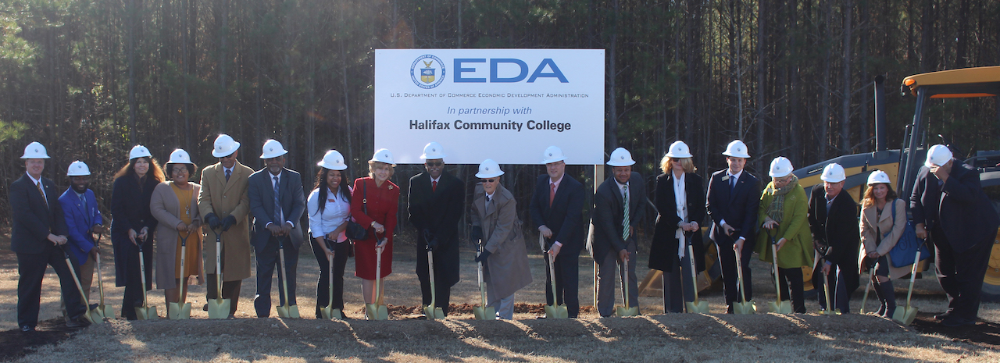 EDA
U.S. Department of Commerce Economic Development Administration
In partnership with
Halifax Community College